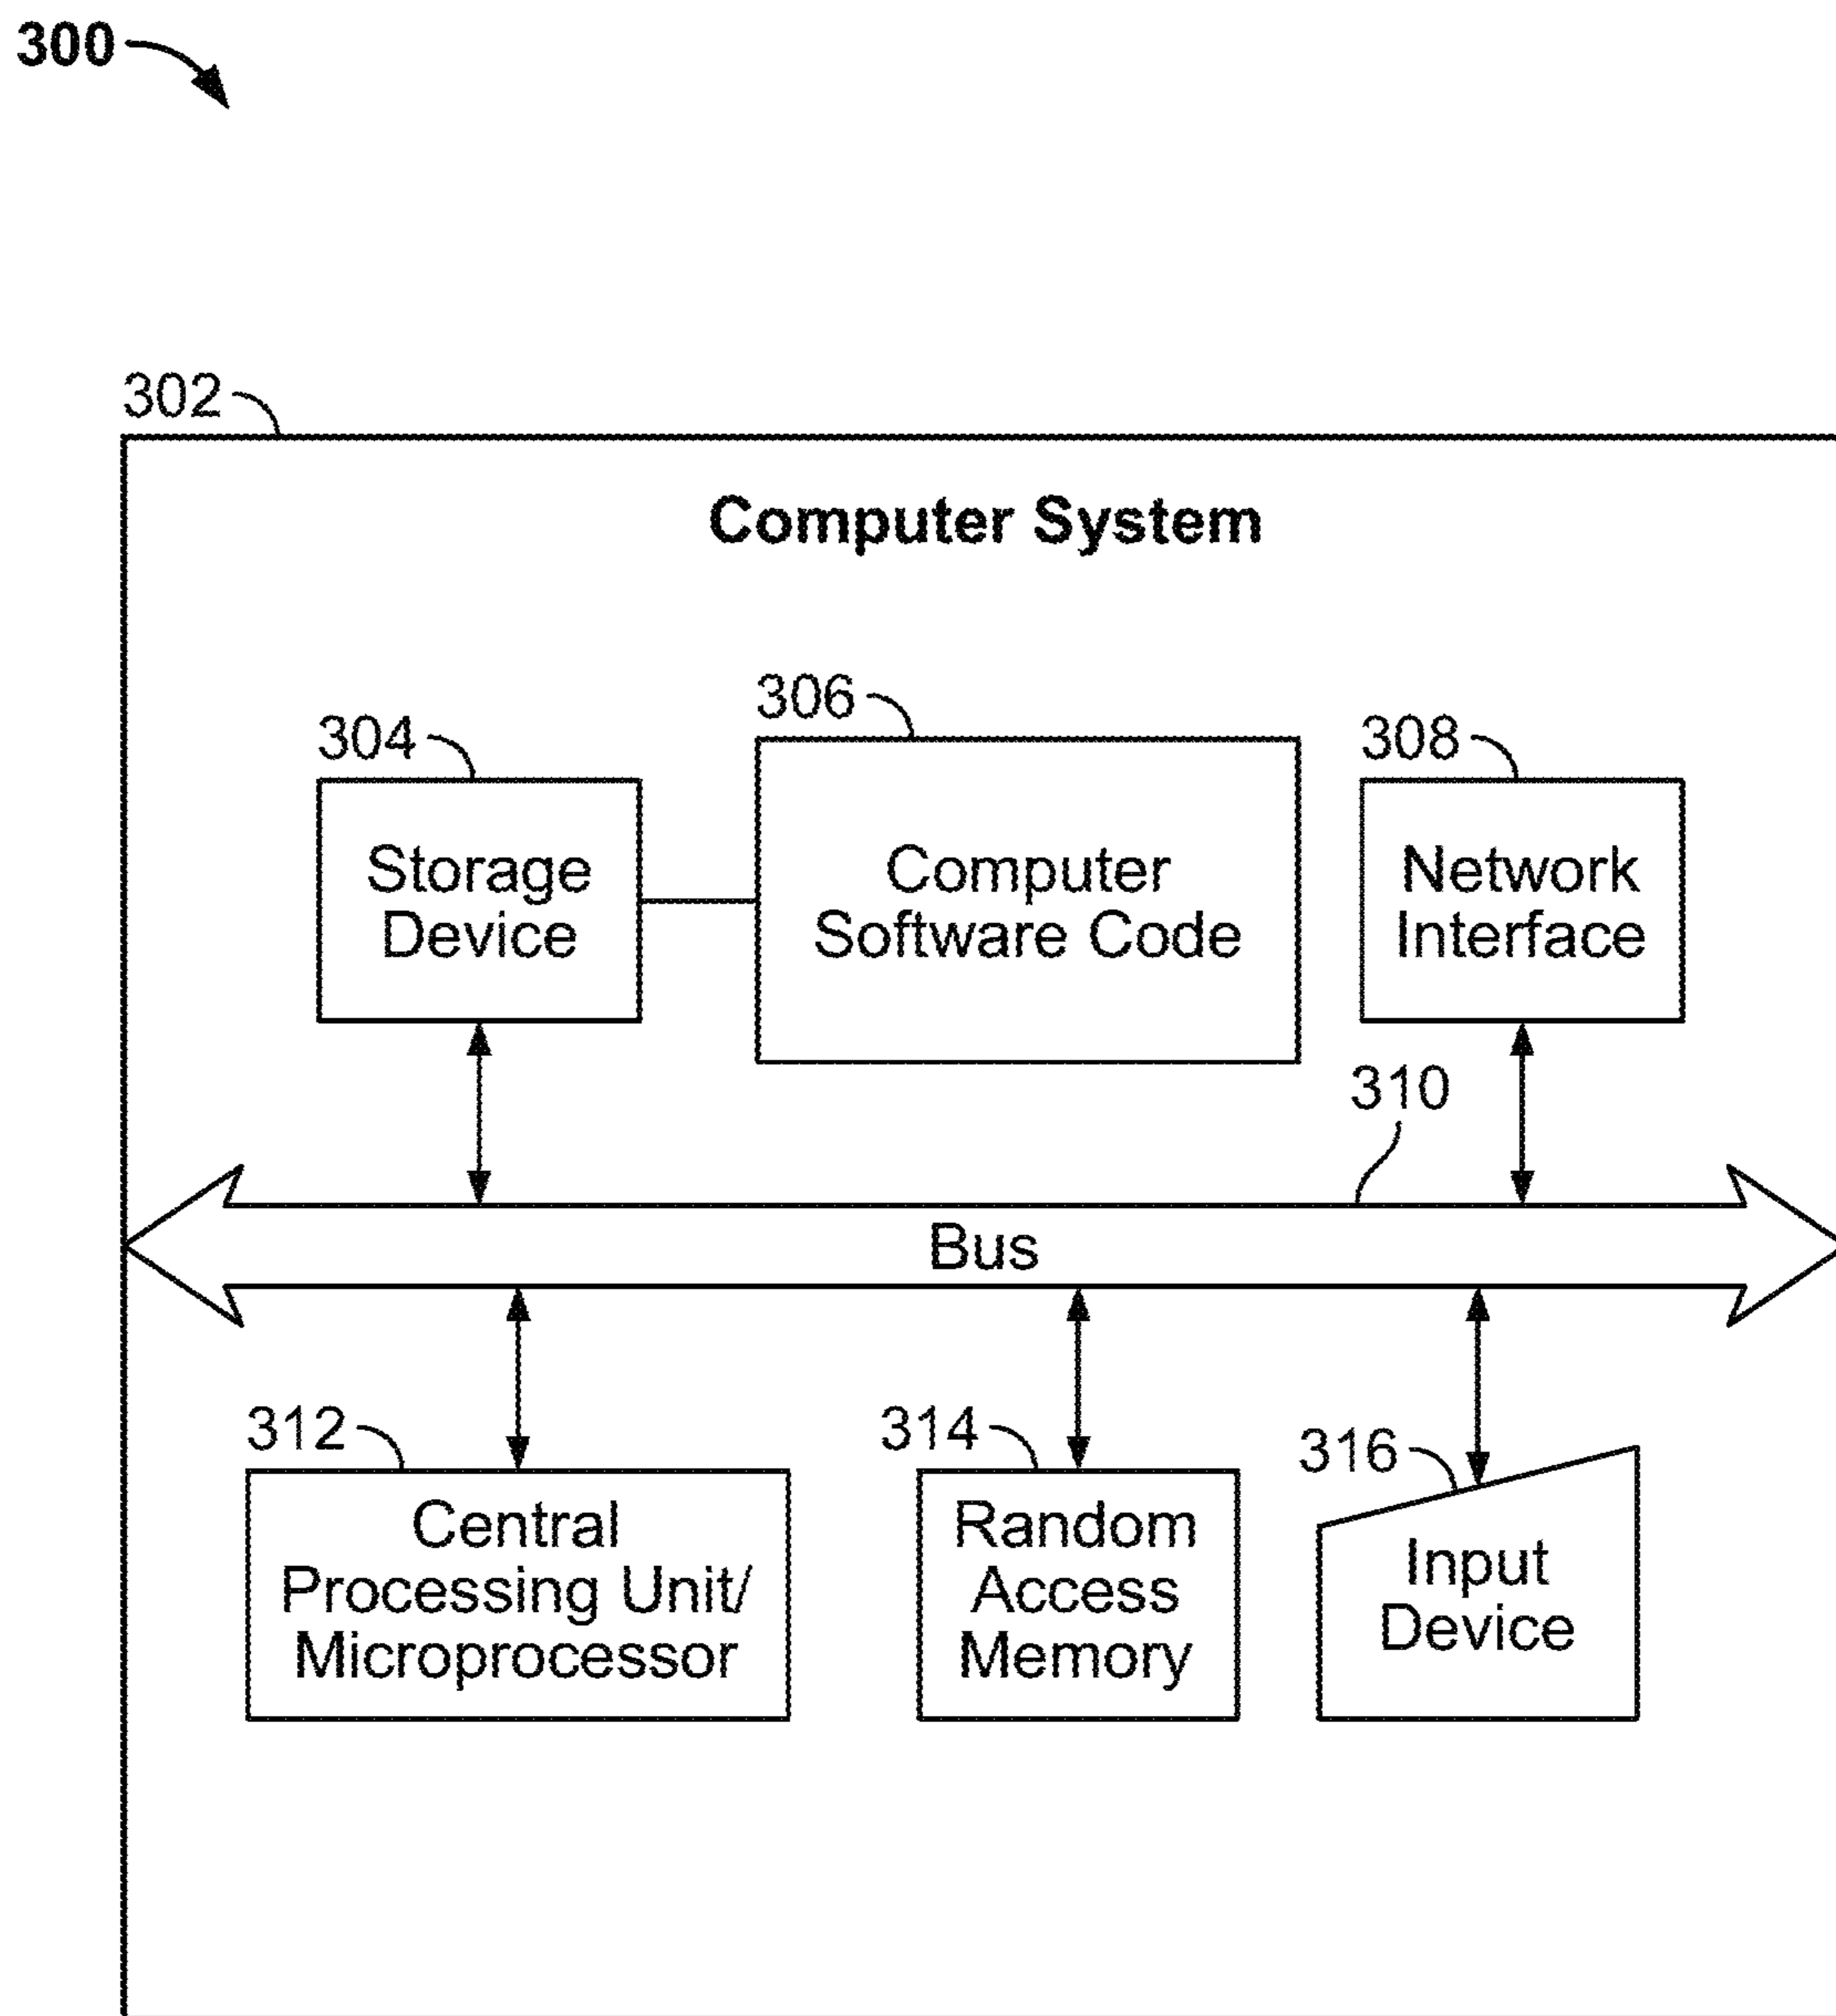 300
302
Computer System
306
304
308
Storage
Device
Computer
Software Code
Network
Interface
310
Bus
312
314
316
Central
Processing Unit/
Microprocessor
Random
Access
Memory
Input
Device